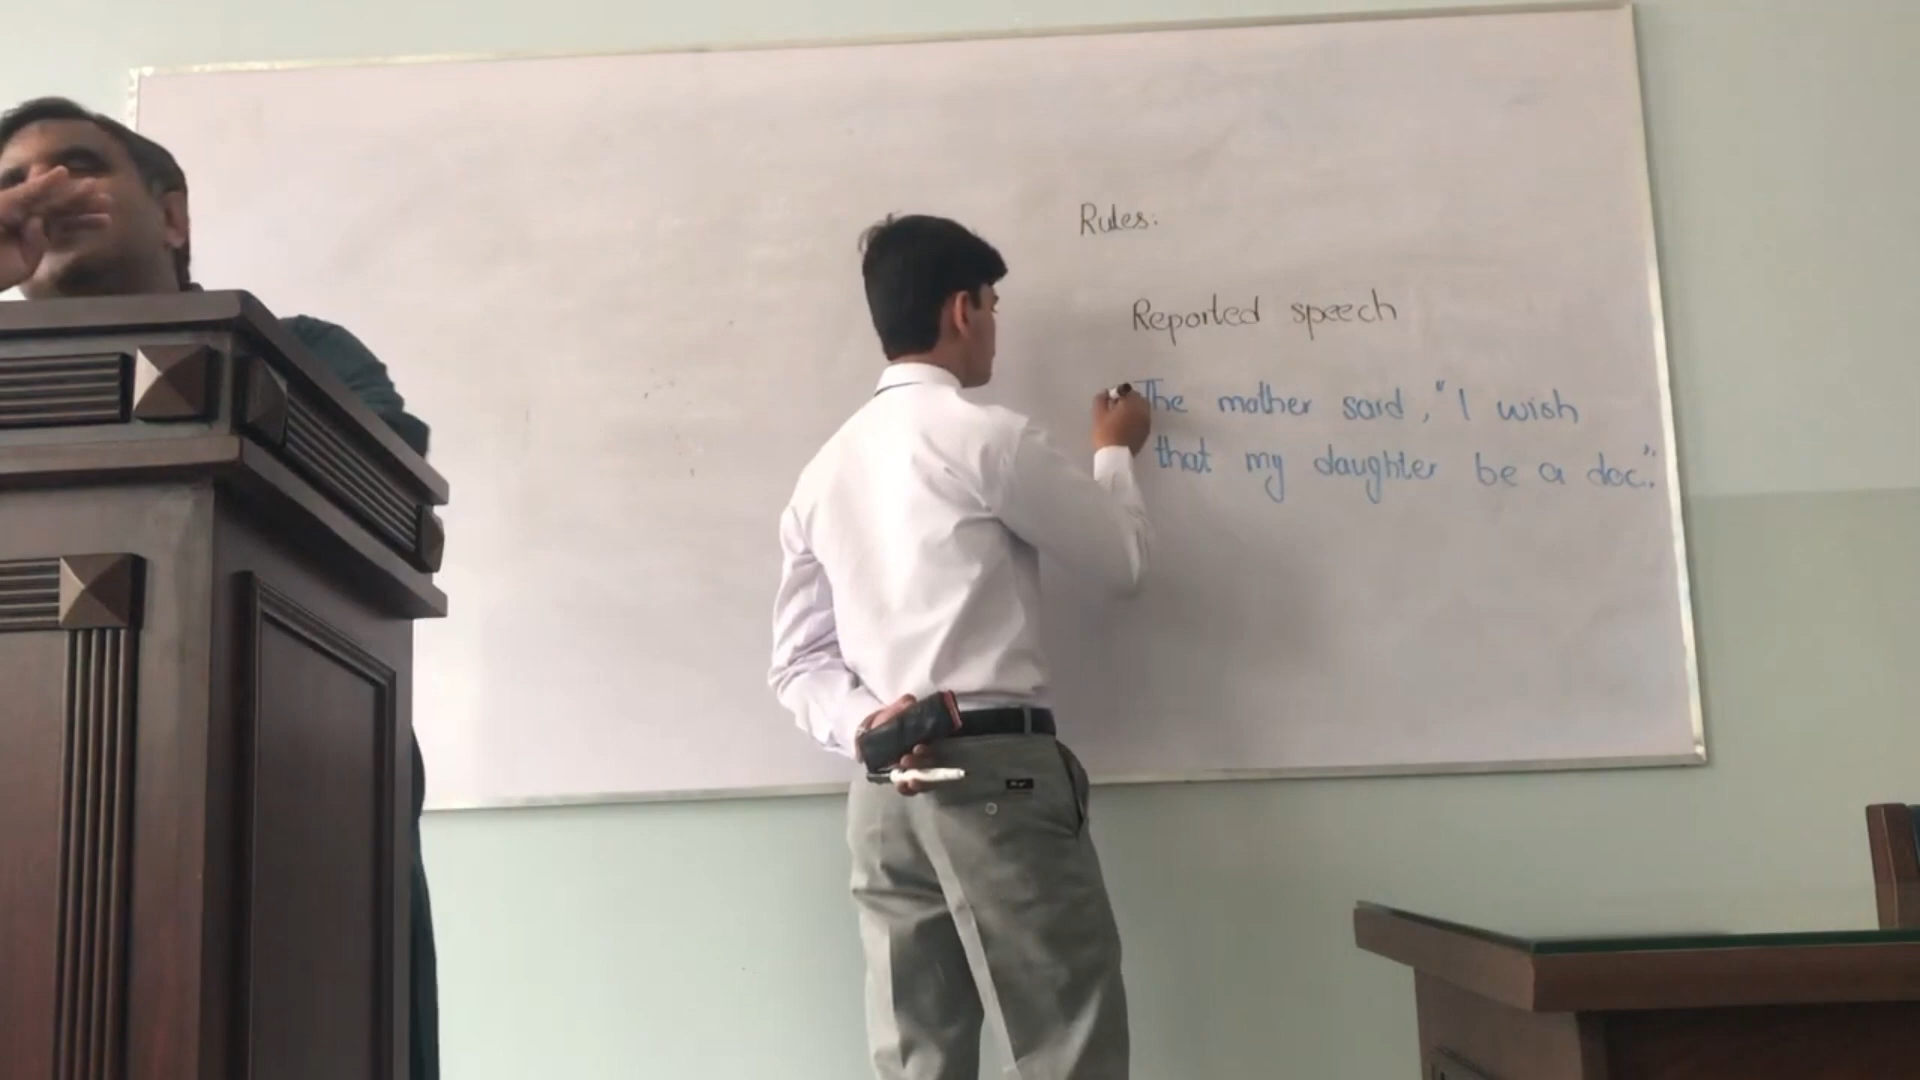 Rules:
Reported speech
The mother said, "I wish
that my daughter be a doc."